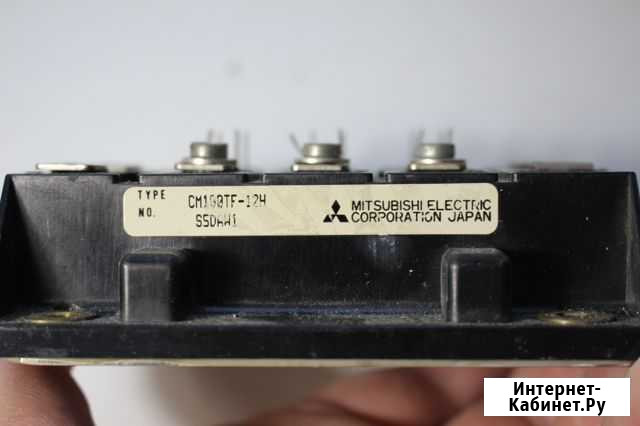 TYPE CM100TF-12H
NO. S5DAW1
MITSUBISHI ELECTRIC
CORPORATION JAPAN
Интернет-
Кабинет.Ру